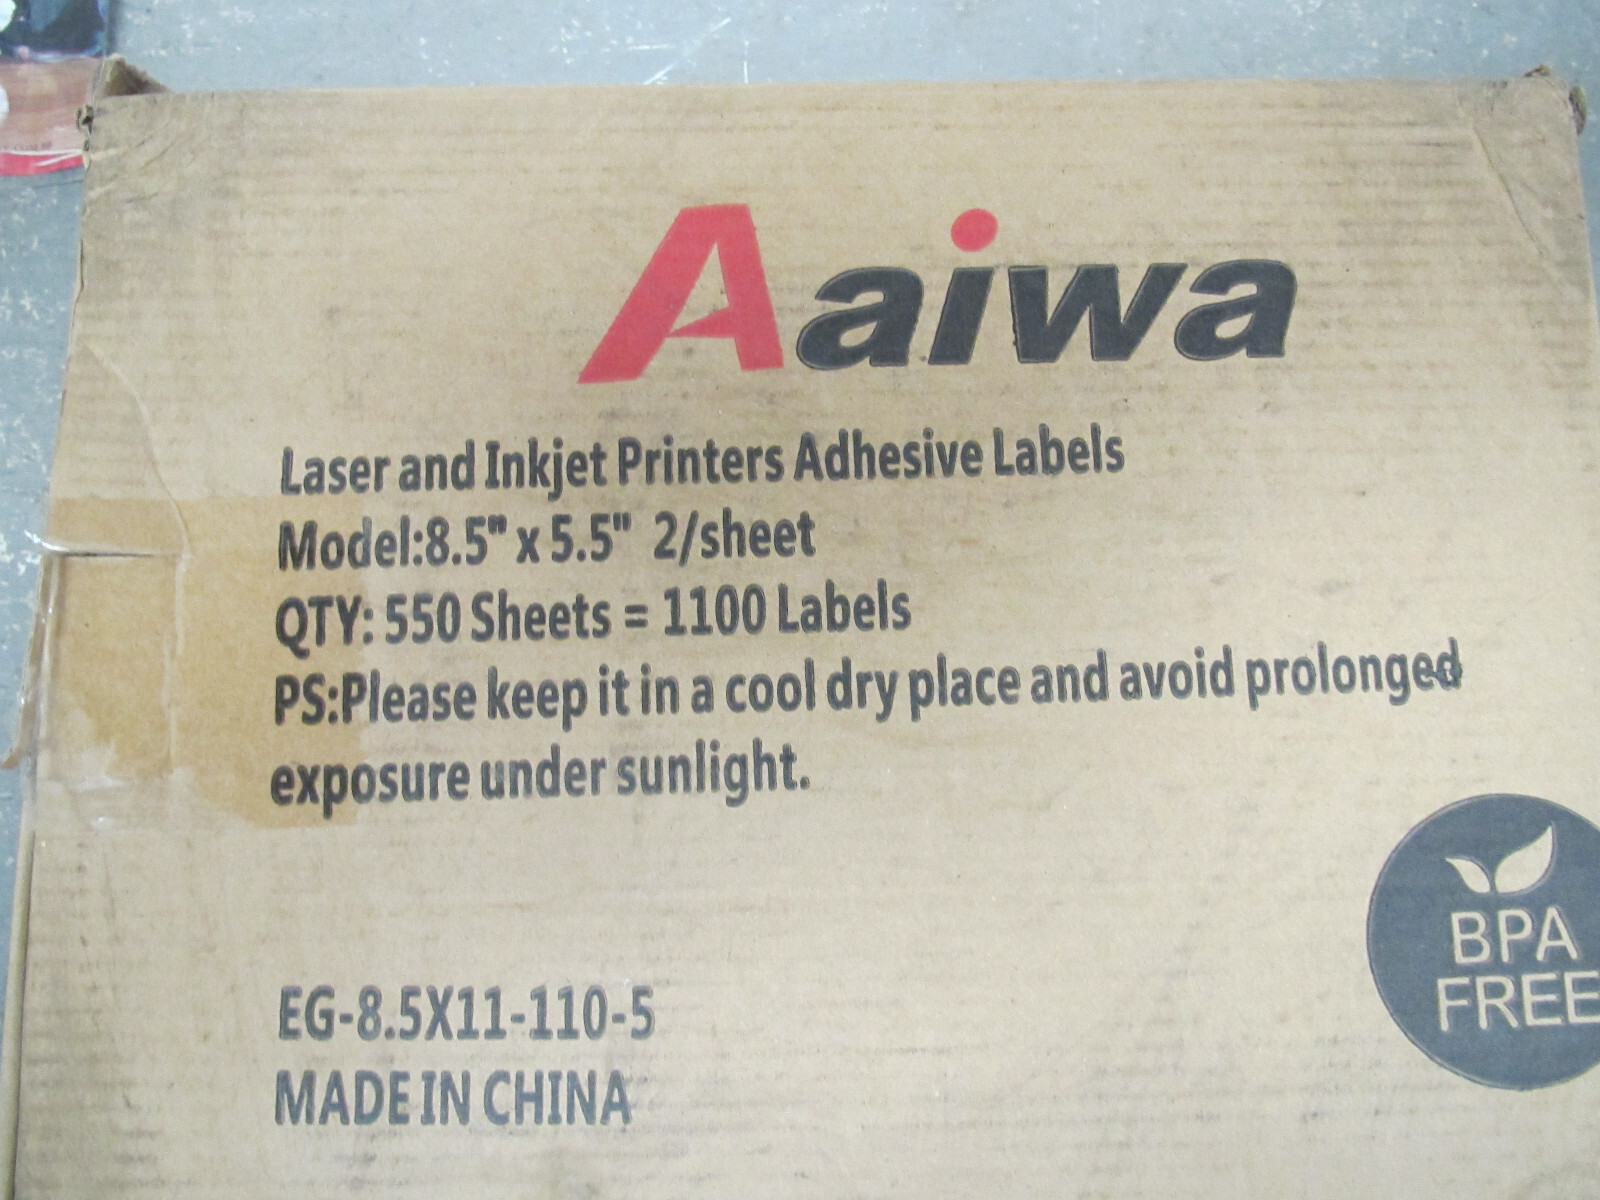 Aaiwa
Laser and Inkjet Printers Adhesive Labels
Model:8.5" x 5.5" 2/sheet
QTY: 550 Sheets = 1100 Labels
PS:Please keep it in a cool dry place and avoid prolonged
exposure under sunlight.
BPA
FREE
EG-8.5X11-110-5
MADE IN CHINA